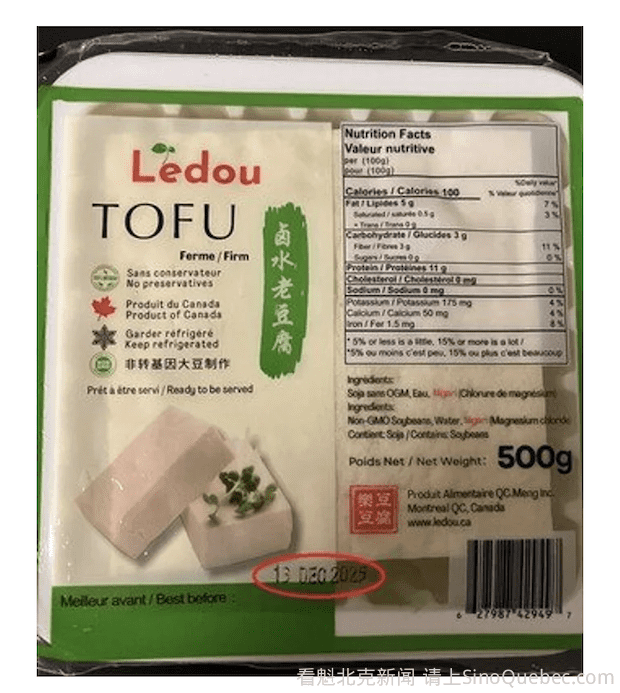 Ledou
TOFU
Ferme / Firm
卤水老豆腐
Sans conservateur
No preservatives
Produit du Canada
Product of Canada
Garder réfrigéré
Keep refrigerated
非转基因大豆制作
Prêt à être servi / Ready to be served
Nutrition Facts
Valeur nutritive
per (100g)
pour (100g)
%Daily value*
Calories / Calories 100
% Valeur quotidienne*
Fat / Lipides 5 g 7 %
Saturated / saturés 0.5 g 3 %
+ Trans / Trans 0 g
Carbohydrate / Glucides 3 g
Fiber / Fibres 3 g 11 %
Sugars / Sucres 0 g 0 %
Protein / Protéines 11 g
Cholesterol / Cholestérol 0 mg
Sodium / Sodium 0 mg 0 %
Potassium / Potassium 175 mg 4 %
Calcium / Calcium 50 mg 4 %
Iron / Fer 1.5 mg 8 %
* 5% or less is a little, 15% or more is a lot /
*5% ou moins c'est peu, 15% ou plus c'est beaucoup
Ingrédients:
Soja sans OGM, Eau, Nigari (Chlorure de magnésium)
Ingredients:
Non-GMO Soybeans, Water, Nigari (Magnesium chloride
Contient: Soja / Contains: Soybeans
Poids Net / Net Weight: 500g
樂豆
豆腐
Produit Alimentaire QC.Meng Inc.
Montreal QC, Canada
www.ledou.ca
13 DEC 2025
Meilleur avant / Best before :
6 27987 42949 7
看魁北克新闻 请上SinoQuebec.com